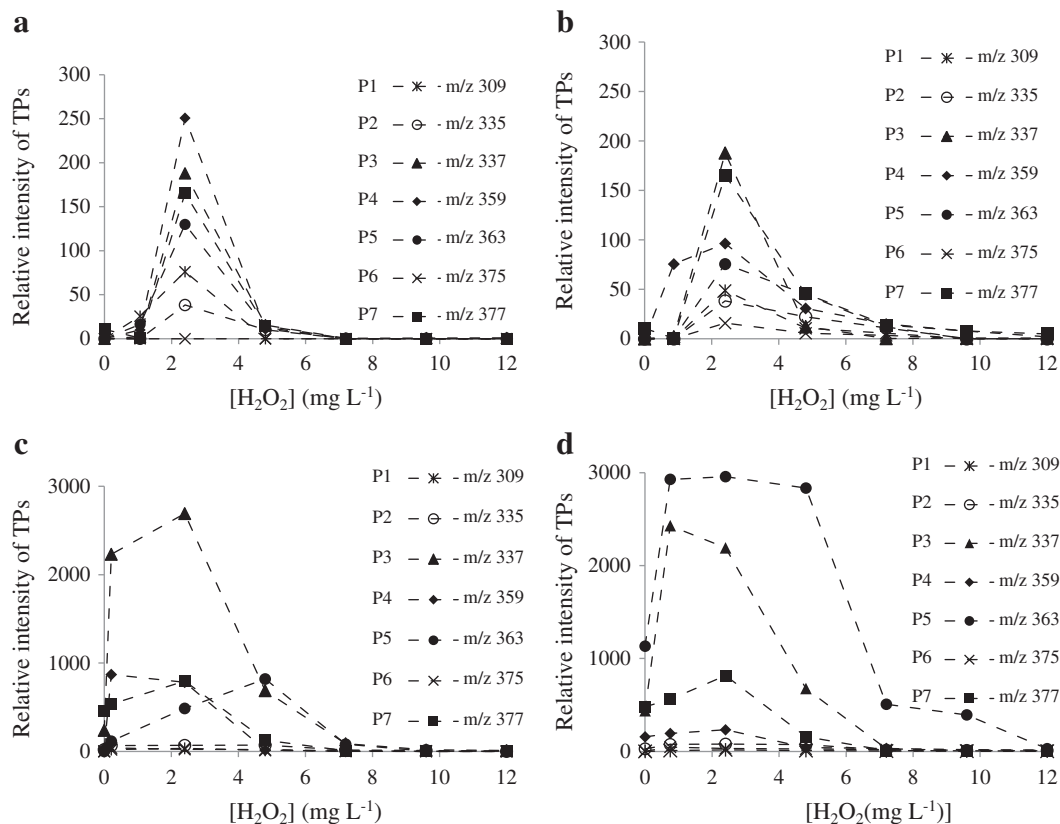 a
Relative intensity of TPs
300
250
200
150
100
50
0
0 2 4 6 8 10 12
[H₂O₂] (mg L⁻¹)
P1 m/z 309
P2 m/z 335
P3 m/z 337
P4 m/z 359
P5 m/z 363
P6 m/z 375
P7 m/z 377
b
Relative intensity of TPs
300
250
200
150
100
50
0
0 2 4 6 8 10 12
[H₂O₂] (mg L⁻¹)
P1 m/z 309
P2 m/z 335
P3 m/z 337
P4 m/z 359
P5 m/z 363
P6 m/z 375
P7 m/z 377
c
Relative intensity of TPs
3000
2000
1000
0
0 2 4 6 8 10 12
[H₂O₂] (mg L⁻¹)
P1 m/z 309
P2 m/z 335
P3 m/z 337
P4 m/z 359
P5 m/z 363
P6 m/z 375
P7 m/z 377
d
Relative intensity of TPs
3000
2000
1000
0
0 2 4 6 8 10 12
[H₂O₂(mg L⁻¹)]
P1 m/z 309
P2 m/z 335
P3 m/z 337
P4 m/z 359
P5 m/z 363
P6 m/z 375
P7 m/z 377